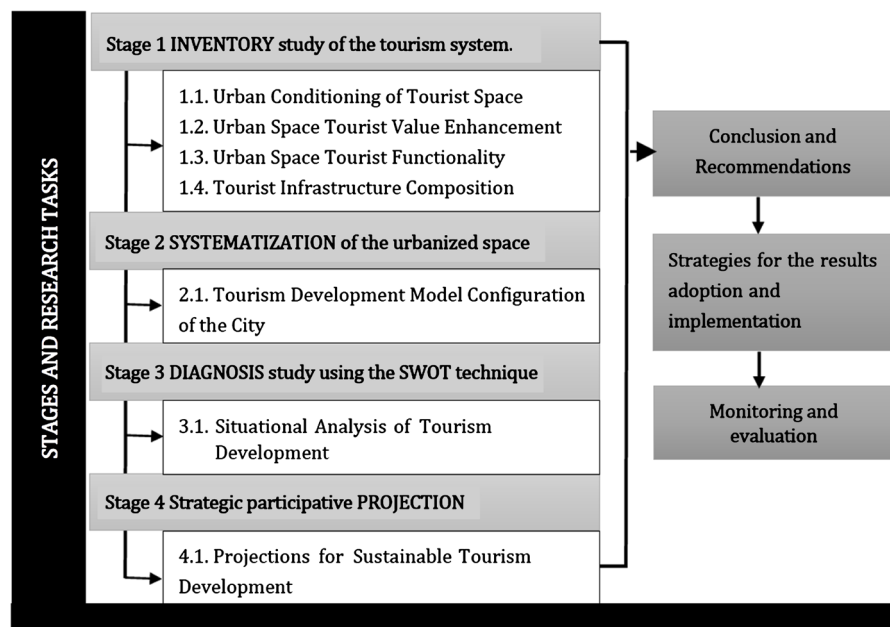 STAGES AND RESEARCH TASKS
Stage 1 INVENTORY study of the tourism system.
1.1. Urban Conditioning of Tourist Space
1.2. Urban Space Tourist Value Enhancement
1.3. Urban Space Tourist Functionality
1.4. Tourist Infrastructure Composition
Stage 2 SYSTEMATIZATION of the urbanized space
2.1. Tourism Development Model Configuration
of the City
Stage 3 DIAGNOSIS study using the SWOT technique
3.1. Situational Analysis of Tourism
Development
Stage 4 Strategic participative PROJECTION
4.1. Projections for Sustainable Tourism
Development
Conclusion and
Recommendations
Strategies for the results
adoption and
implementation
Monitoring and
evaluation